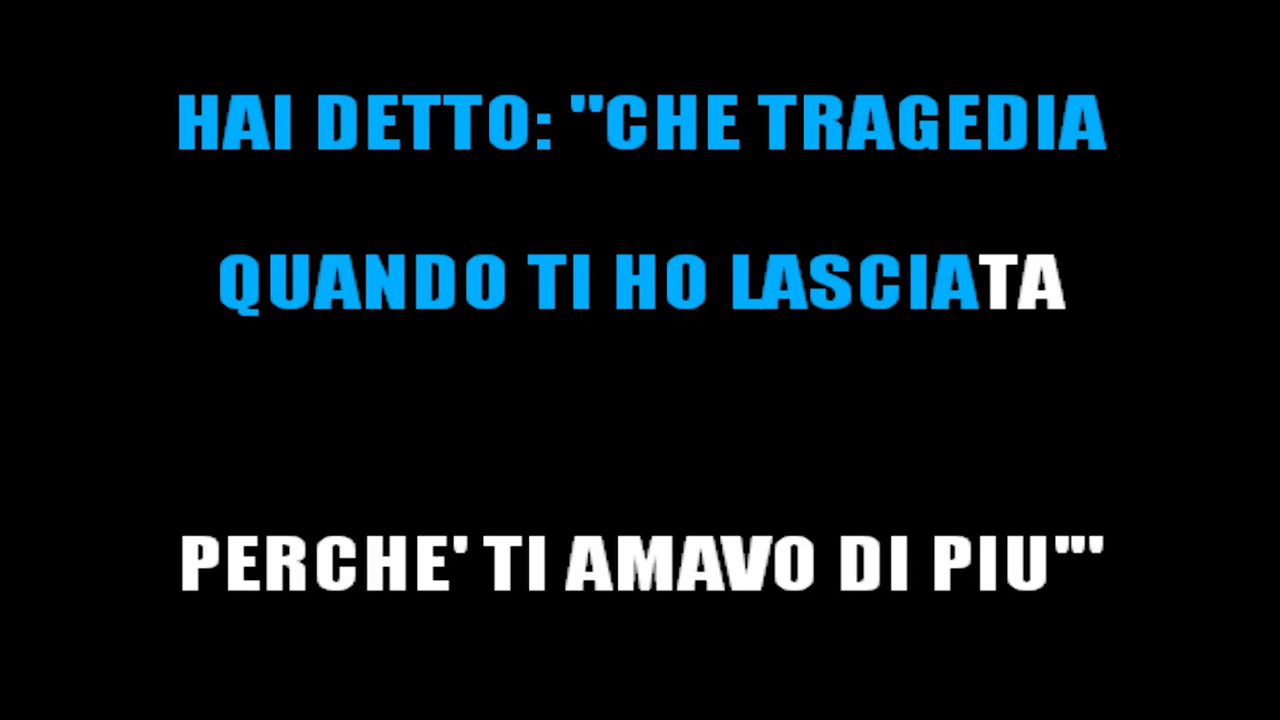 HAI DETTO: "CHE TRAGEDIA
QUANDO TI HO LASCIATA
PERCHE' TI AMAVO DI PIU'"